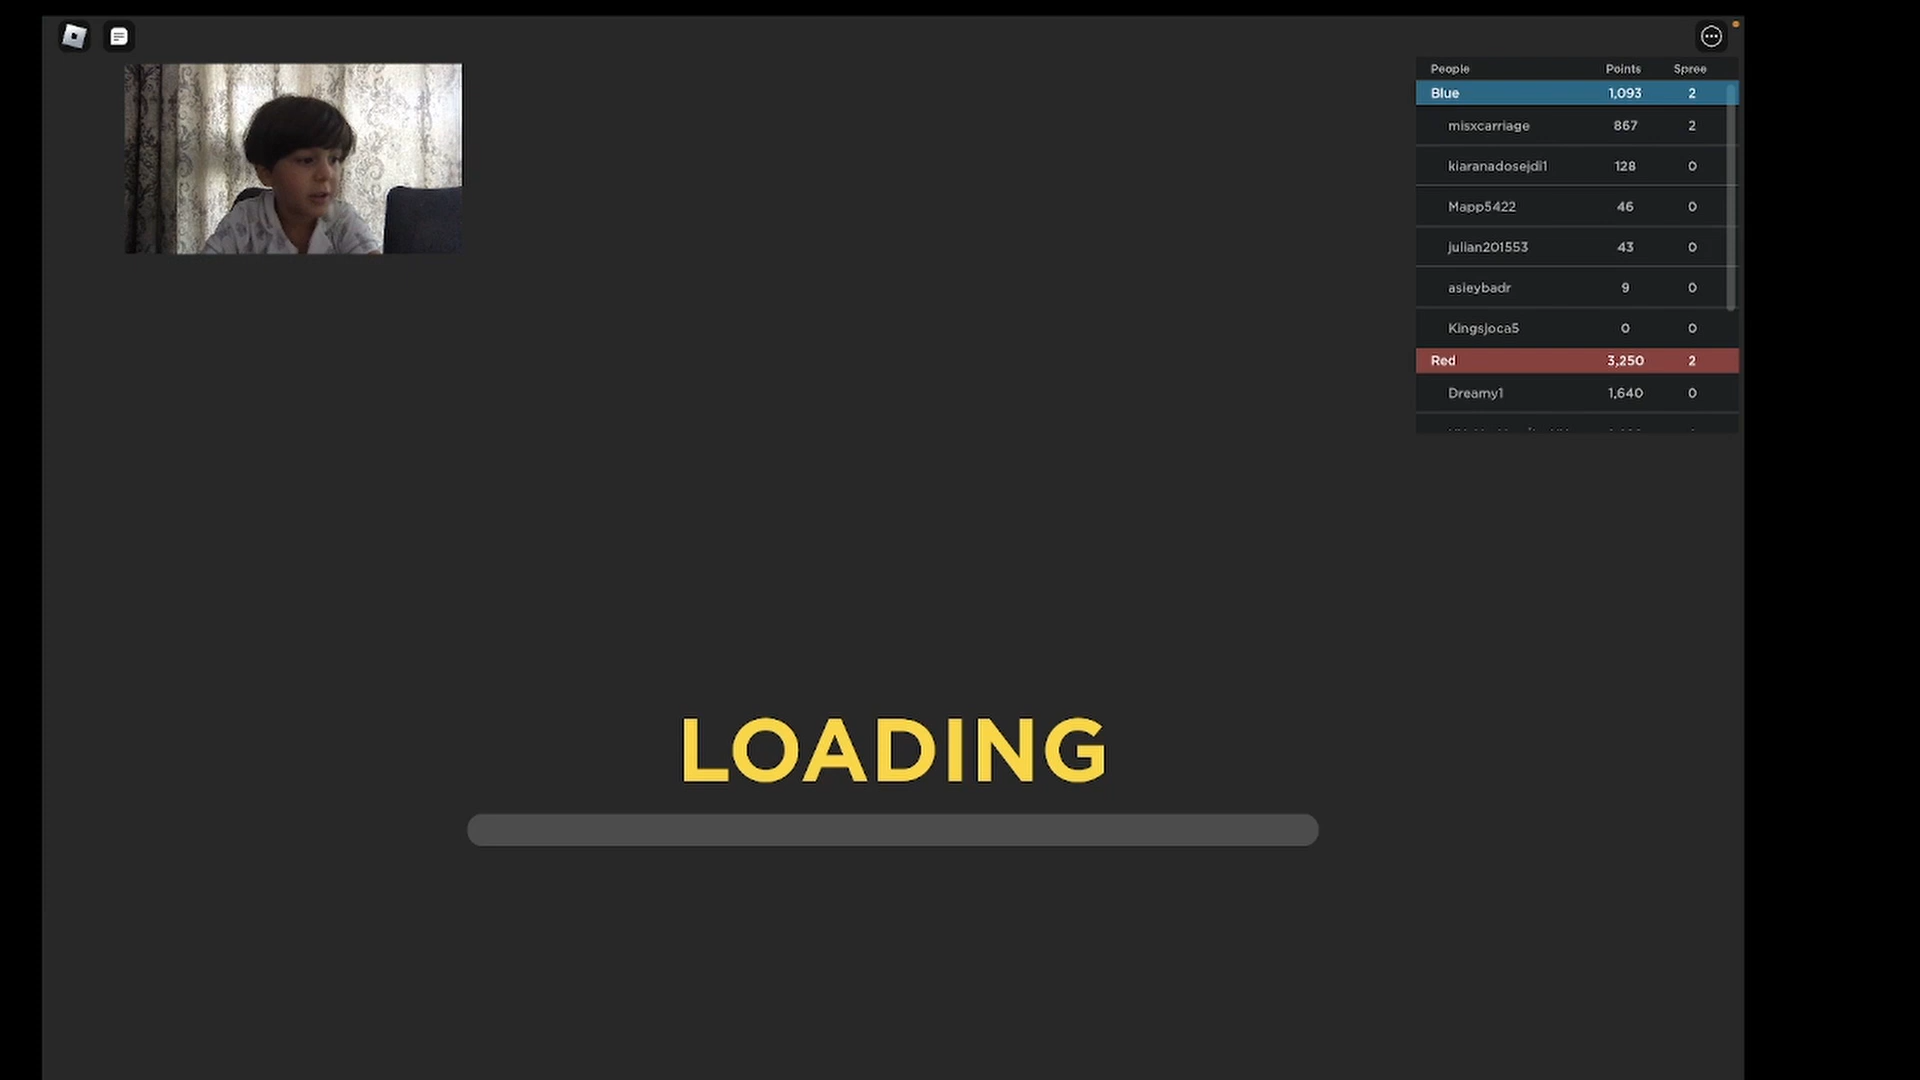 People Points Spree
Blue 1,093 2
misxcarriage 867 2
kiaranadosejdi1 128 0
Mapp5422 46 0
julian201553 43 0
asieybadr 9 0
Kingsjoca5 0 0
Red 3,250 2
Dreamy1 1,640 0
LOADING